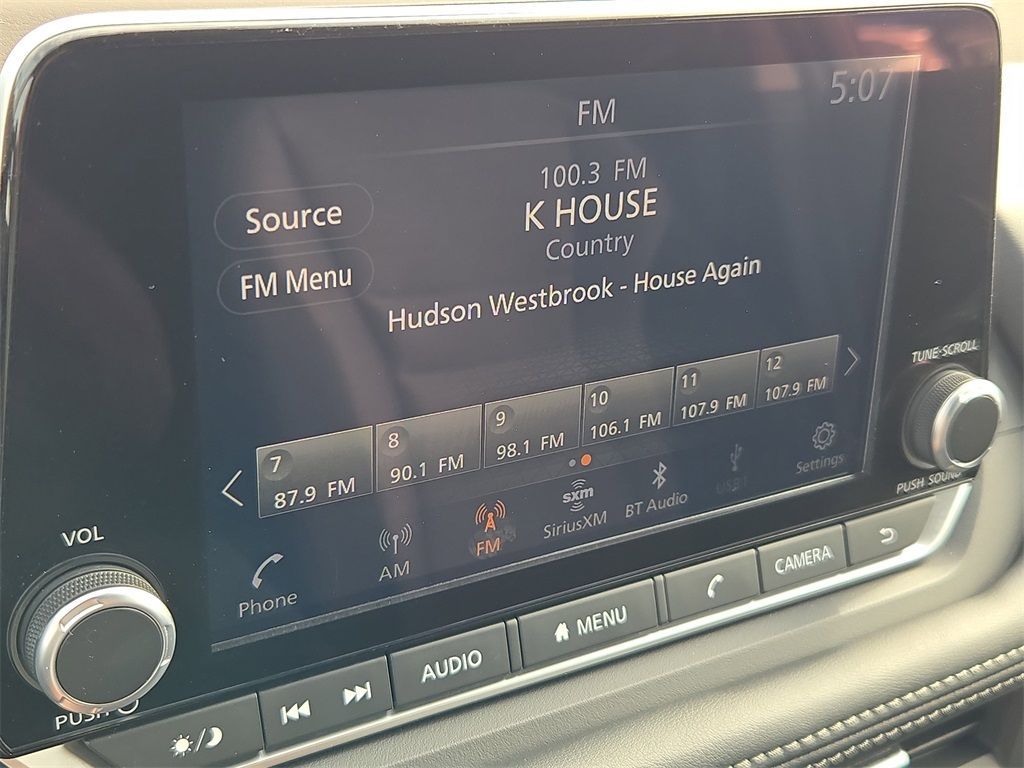 FM
5:07
100.3 FM
K HOUSE
Country
Hudson Westbrook - House Again
Source
FM Menu
7
87.9 FM
8
90.1 FM
9
98.1 FM
10
106.1 FM
11
107.9 FM
12
107.9 FM
Phone
AM
FM
sxm
SiriusXM
BT Audio
USB1
Settings
VOL
PUSH
TUNE·SCROLL
PUSH SOUND
AUDIO
MENU
CAMERA